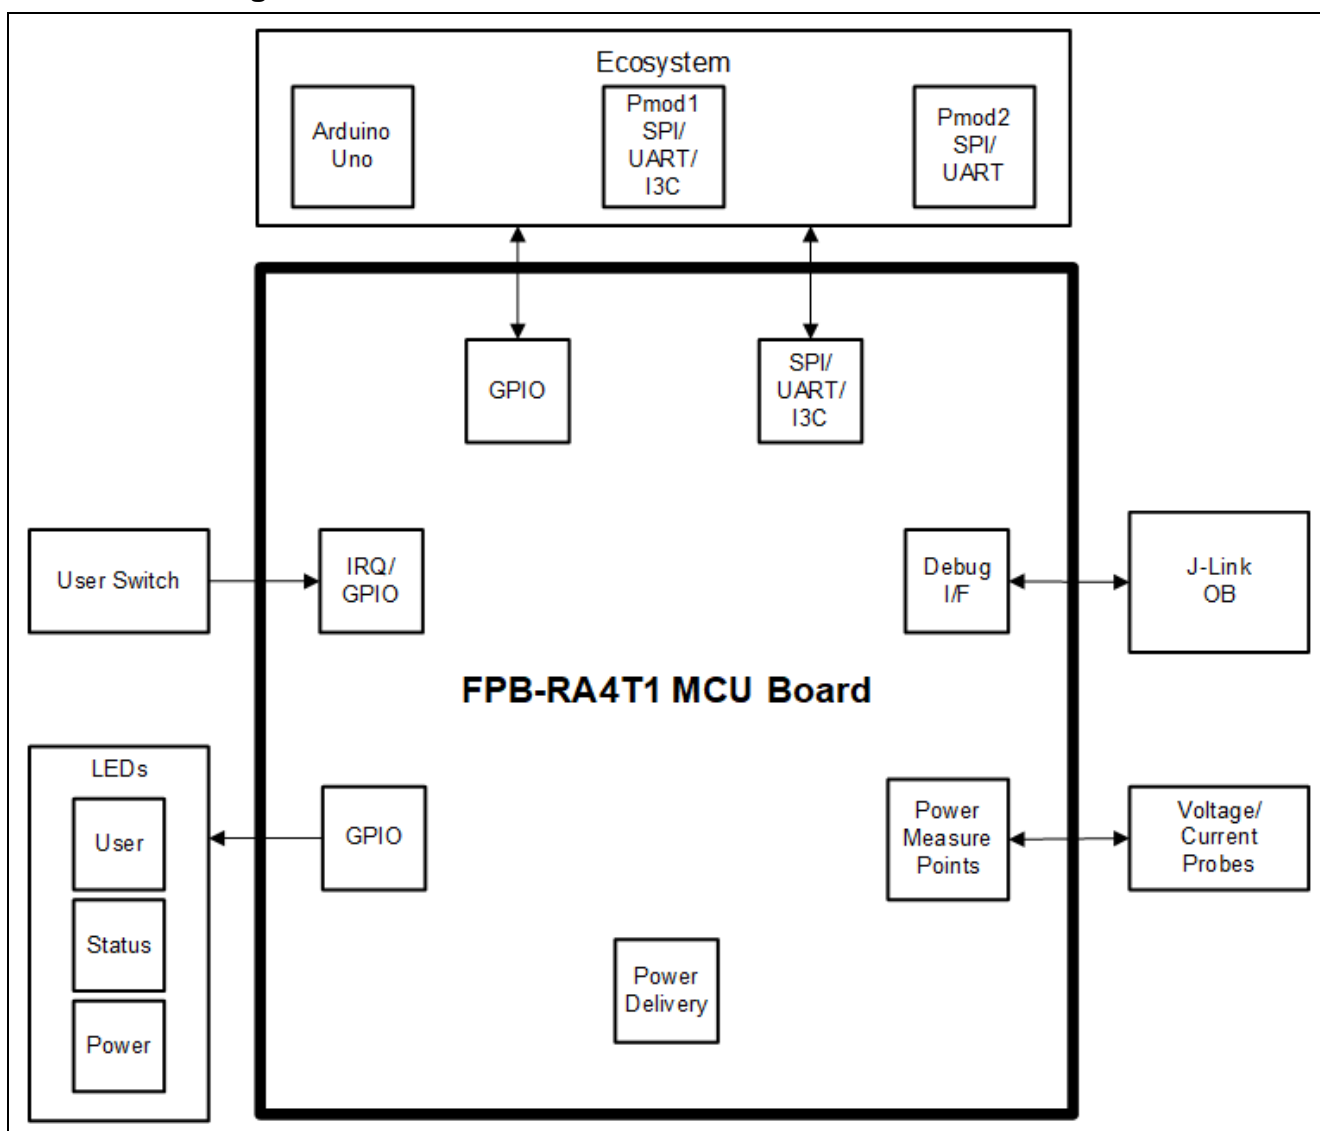 Ecosystem
Arduino
Uno
Pmod1
SPI/
UART/
I3C
Pmod2
SPI/
UART
GPIO
SPI/
UART/
I3C
User Switch
IRQ/
GPIO
Debug
I/F
J-Link
OB
FPB-RA4T1 MCU Board
LEDs
User
Status
Power
GPIO
Power
Measure
Points
Voltage/
Current
Probes
Power
Delivery